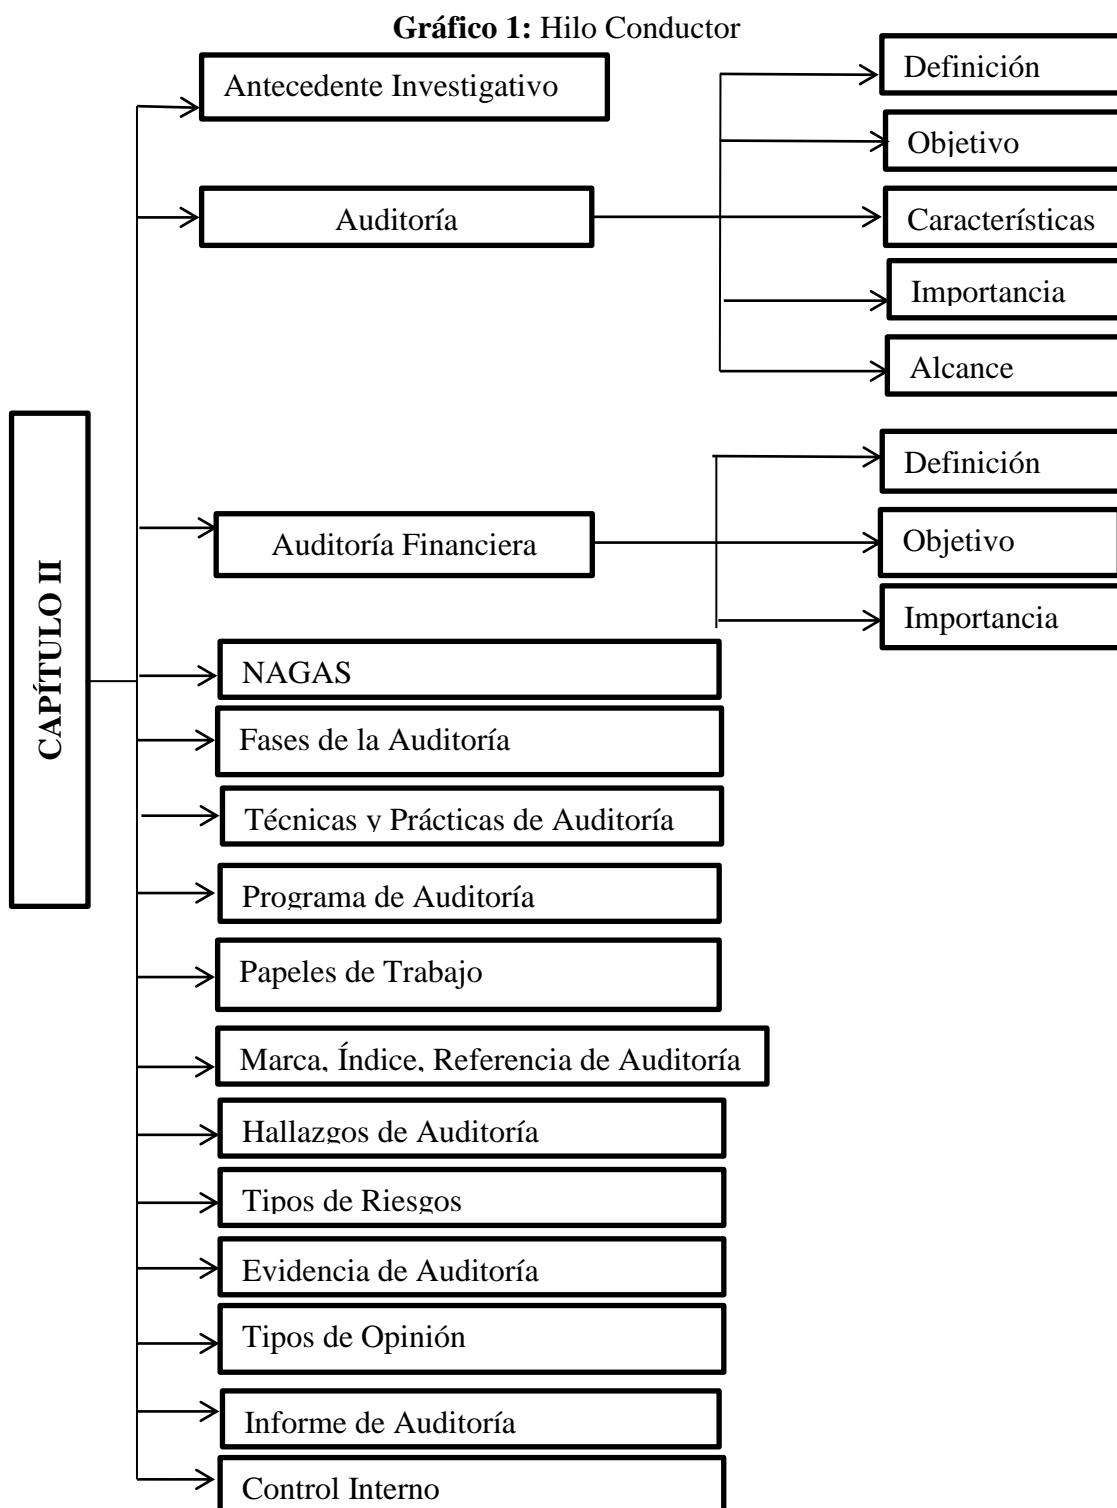 Gráfico 1: Hilo Conductor
CAPÍTULO II
Antecedente Investigativo
Auditoría
Definición
Objetivo
Característícas
Importancia
Alcance
Auditoría Financiera
Definición
Objetivo
Importancia
NAGAS
Fases de la Auditoría
Técnicas y Prácticas de Auditoría
Programa de Auditoría
Papeles de Trabajo
Marca, Índice, Referencia de Auditoría
Hallazgos de Auditoría
Tipos de Riesgos
Evidencia de Auditoría
Tipos de Opinión
Informe de Auditoría
Control Interno